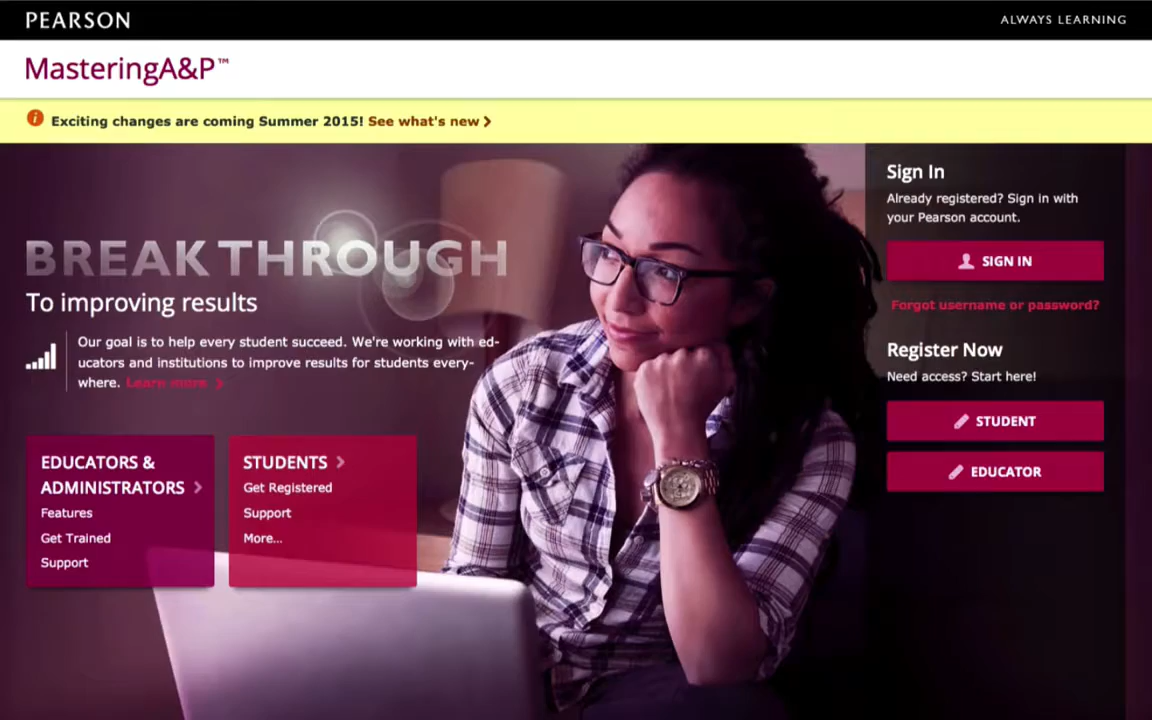 PEARSON
ALWAYS LEARNING
MasteringA&P™
Exciting changes are coming Summer 2015! See what's new
BREAKTHROUGH
To improving results
Our goal is to help every student succeed. We're working with ed-
ucators and institutions to improve results for students every-
where. Learn more
EDUCATORS &
ADMINISTRATORS
Features
Get Trained
Support
STUDENTS
Get Registered
Support
More...
Sign In
Already registered? Sign in with
your Pearson account.
SIGN IN
Forgot username or password?
Register Now
Need access? Start here!
STUDENT
EDUCATOR